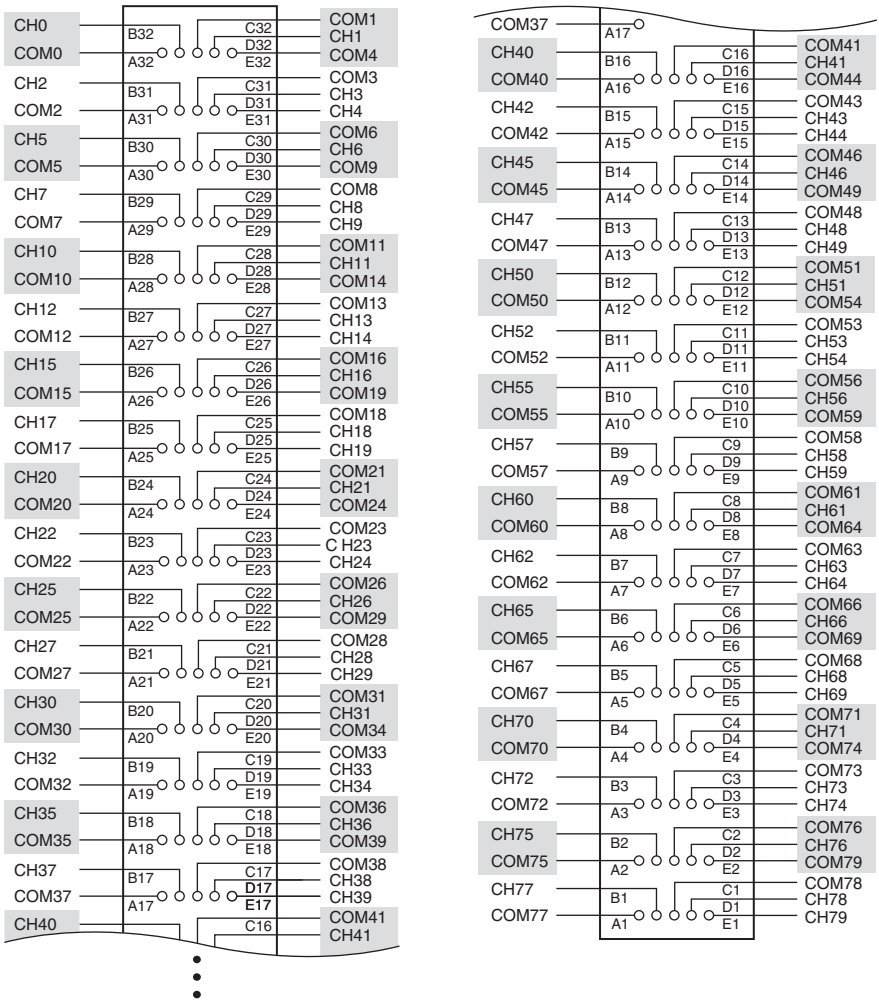 CH0 B32 C32 COM1
D32 CH1
COM0 A32 E32 COM4
CH2 B31 C31 COM3
D31 CH3
COM2 A31 E31 CH4
CH5 B30 C30 COM6
D30 CH6
COM5 A30 E30 COM9
CH7 B29 C29 COM8
D29 CH8
COM7 A29 E29 CH9
CH10 B28 C28 COM11
D28 CH11
COM10 A28 E28 COM14
CH12 B27 C27 COM13
D27 CH13
COM12 A27 E27 CH14
CH15 B26 C26 COM16
D26 CH16
COM15 A26 E26 COM19
CH17 B25 C25 COM18
D25 CH18
COM17 A25 E25 CH19
CH20 B24 C24 COM21
D24 CH21
COM20 A24 E24 COM24
CH22 B23 C23 COM23
D23 C H23
COM22 A23 E23 CH24
CH25 B22 C22 COM26
D22 CH26
COM25 A22 E22 COM29
CH27 B21 C21 COM28
D21 CH28
COM27 A21 E21 CH29
CH30 B20 C20 COM31
D20 CH31
COM30 A20 E20 COM34
CH32 B19 C19 COM33
D19 CH33
COM32 A19 E19 CH34
CH35 B18 C18 COM36
D18 CH36
COM35 A18 E18 COM39
CH37 B17 C17 COM38
D17 CH38
COM37 A17 E17 CH39
CH40 C16 COM41
CH41
COM37 A17
CH40 B16 C16 COM41
D16 CH41
COM40 A16 E16 COM44
CH42 B15 C15 COM43
D15 CH43
COM42 A15 E15 CH44
CH45 B14 C14 COM46
D14 CH46
COM45 A14 E14 COM49
CH47 B13 C13 COM48
D13 CH48
COM47 A13 E13 CH49
CH50 B12 C12 COM51
D12 CH51
COM50 A12 E12 COM54
CH52 B11 C11 COM53
D11 CH53
COM52 A11 E11 CH54
CH55 B10 C10 COM56
D10 CH56
COM55 A10 E10 COM59
CH57 B9 C9 COM58
D9 CH58
COM57 A9 E9 CH59
CH60 B8 C8 COM61
D8 CH61
COM60 A8 E8 COM64
CH62 B7 C7 COM63
D7 CH63
COM62 A7 E7 CH64
CH65 B6 C6 COM66
D6 CH66
COM65 A6 E6 COM69
CH67 B5 C5 COM68
D5 CH68
COM67 A5 E5 CH69
CH70 B4 C4 COM71
D4 CH71
COM70 A4 E4 COM74
CH72 B3 C3 COM73
D3 CH73
COM72 A3 E3 CH74
CH75 B2 C2 COM76
D2 CH76
COM75 A2 E2 COM79
CH77 B1 C1 COM78
D1 CH78
COM77 A1 E1 CH79